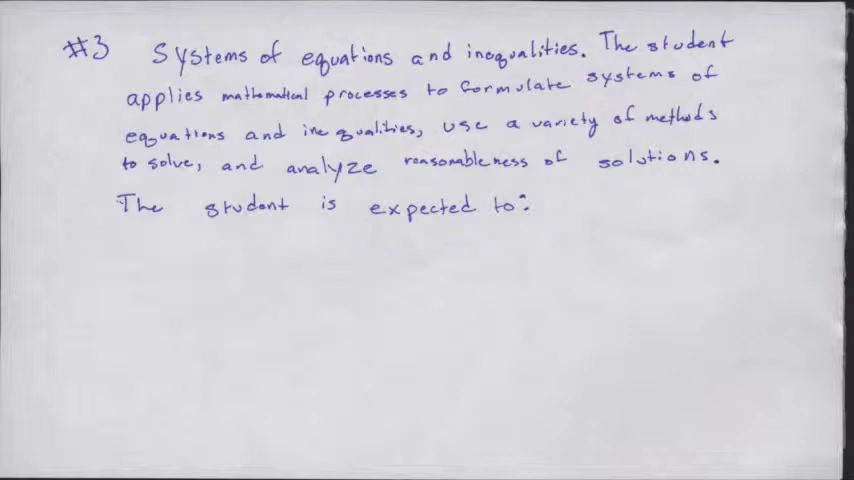 #3 Systems of equations and inequalities. The student
applies mathematical processes to formulate systems of
equations and inequalities, use a variety of methods
to solve, and analyze reasonableness of solutions.
The student is expected to: